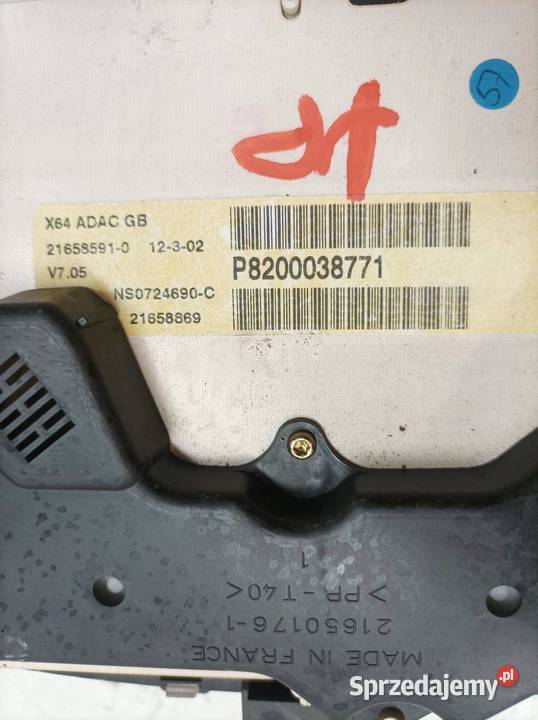 57
X64 ADAC GB
21658591-0 12-3-02
V7.05
P8200038771
NS0724690-C
21658869
1
>PP-T40<
21650176-1
MADE IN FRANCE
Sprzedajemy.pl